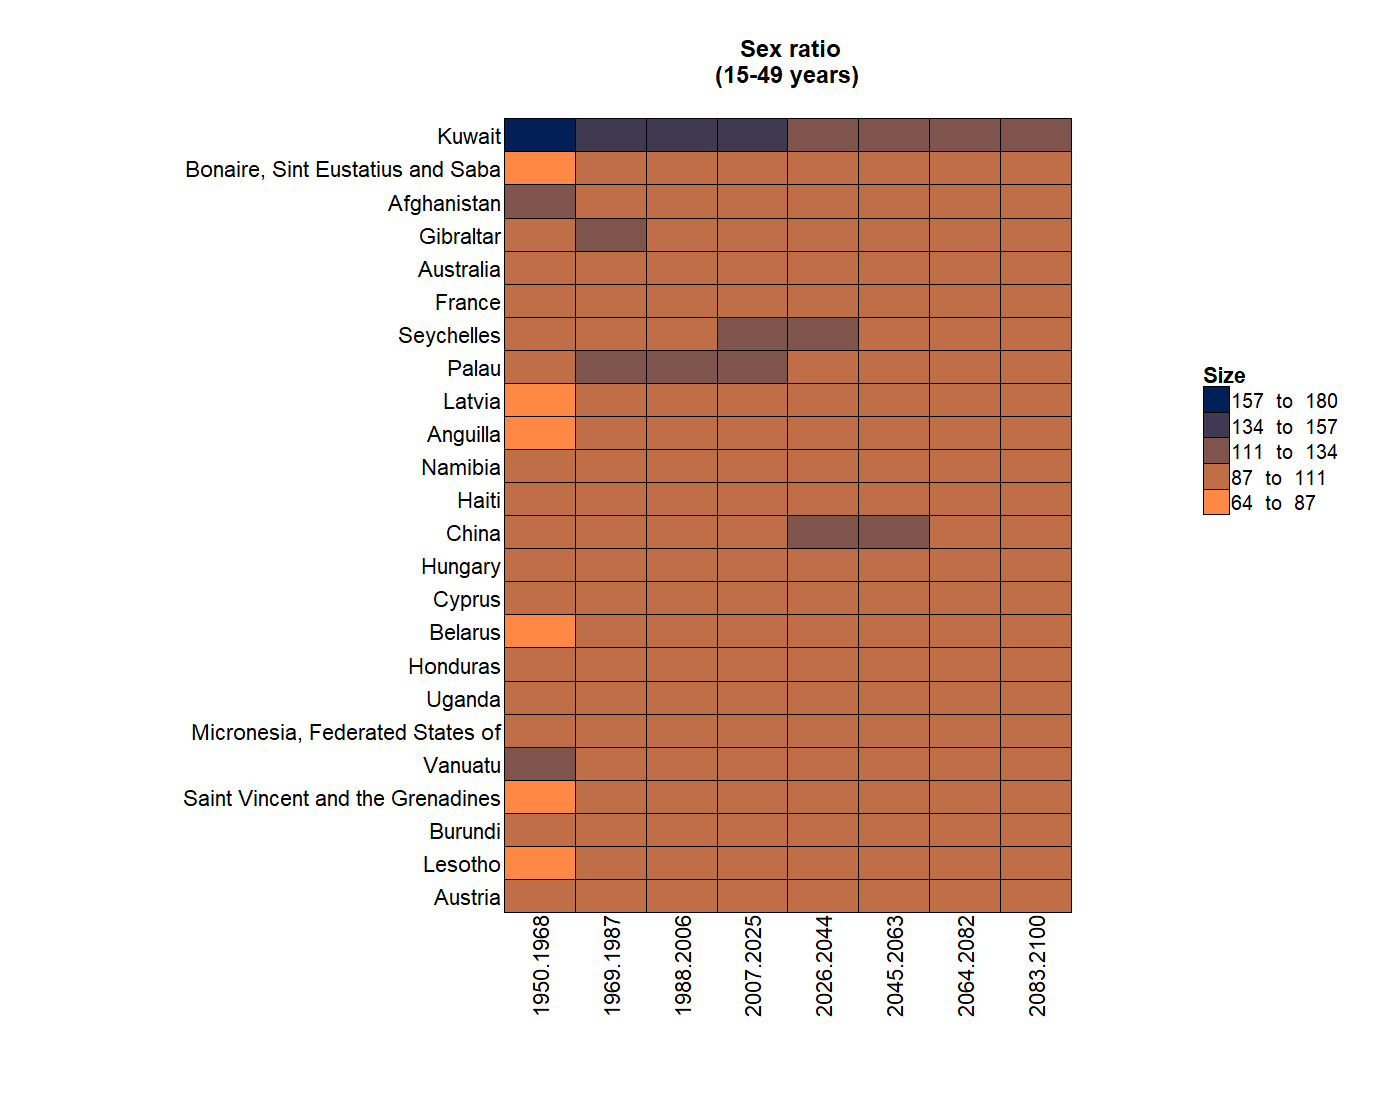 Sex ratio
(15-49 years)
Kuwait
Bonaire, Sint Eustatius and Saba
Afghanistan
Gibraltar
Australia
France
Seychelles
Palau
Latvia
Anguilla
Namibia
Haiti
China
Hungary
Cyprus
Belarus
Honduras
Uganda
Micronesia, Federated States of
Vanuatu
Saint Vincent and the Grenadines
Burundi
Lesotho
Austria
1950.1968
1969.1987
1988.2006
2007.2025
2026.2044
2045.2063
2064.2082
2083.2100
Size
157 to 180
134 to 157
111 to 134
87 to 111
64 to 87